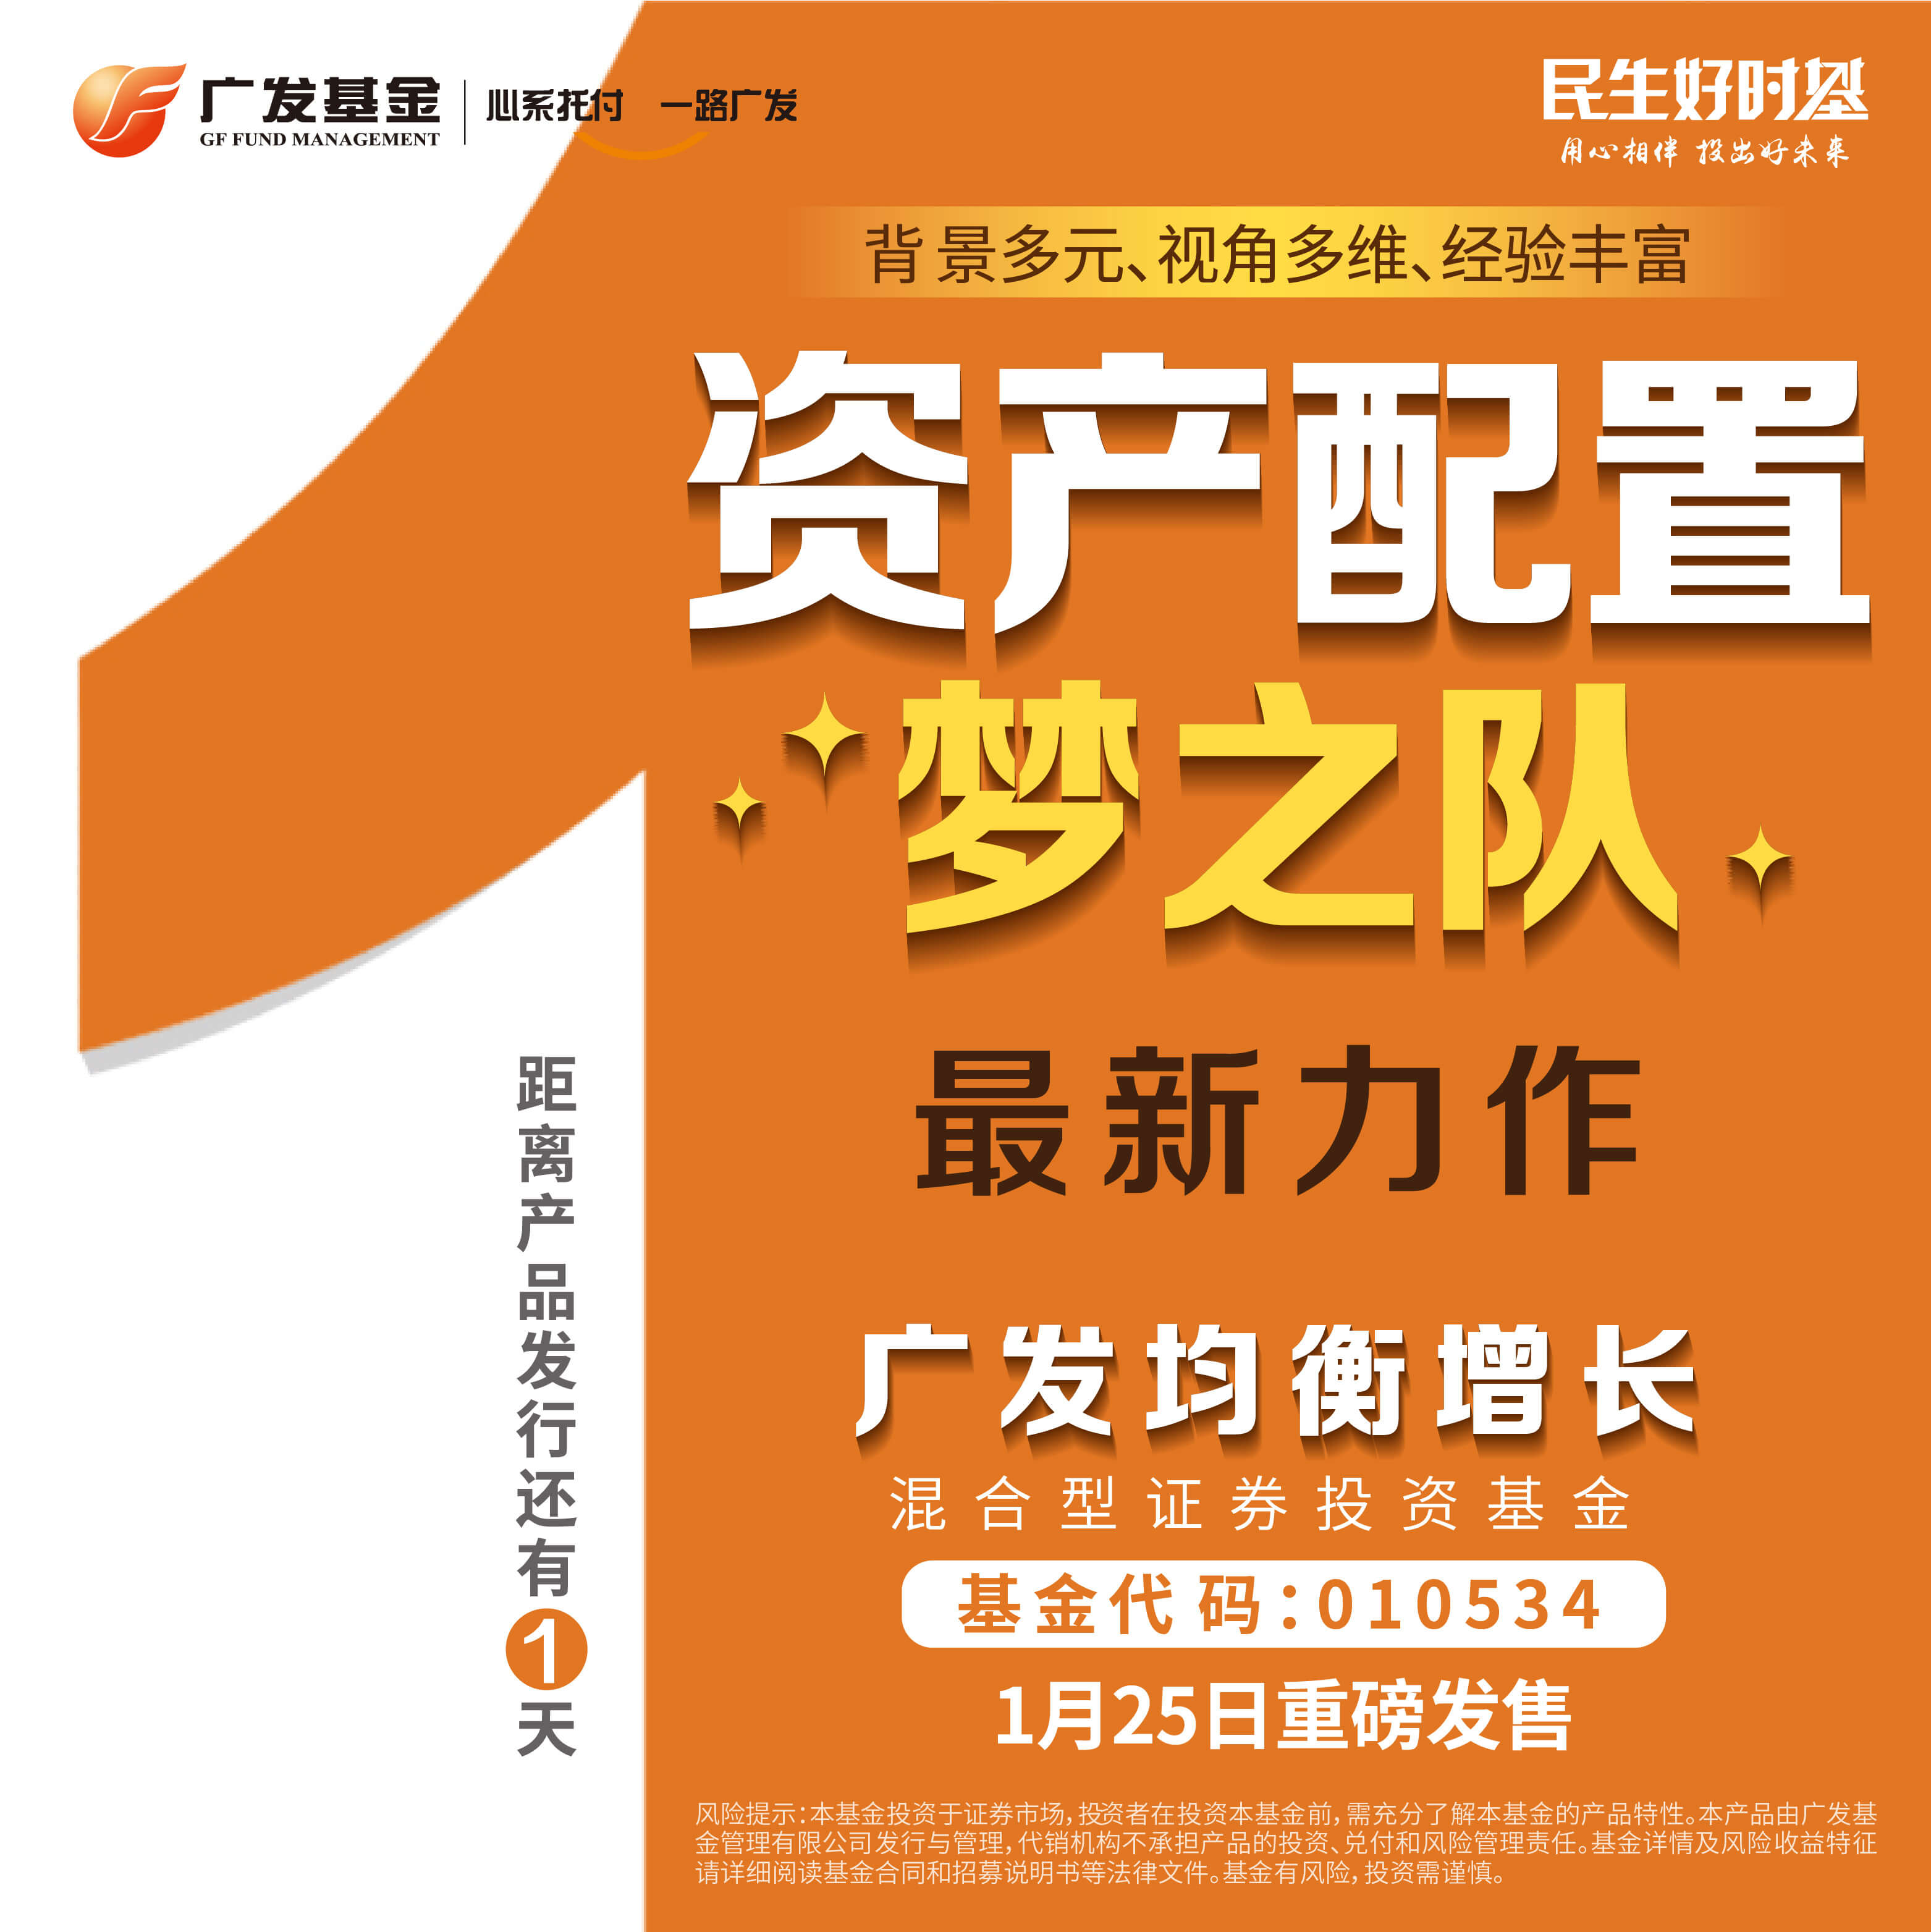 广发基金
GF FUND MANAGEMENT
心系托付 一路广发
民生好时基
用心相伴 投出好未来
背景多元、视角多维、经验丰富
资产配置
梦之队
最新力作
距离产品发行还有1天
广发均衡增长
混合型证券投资基金
基金代码：010534
1月25日重磅发售
风险提示：本基金投资于证券市场，投资者在投资本基金前，需充分了解本基金的产品特性。本产品由广发基
金管理有限公司发行与管理，代销机构不承担产品的投资、兑付和风险管理责任。基金详情及风险收益特征
请详细阅读基金合同和招募说明书等法律文件。基金有风险，投资需谨慎。